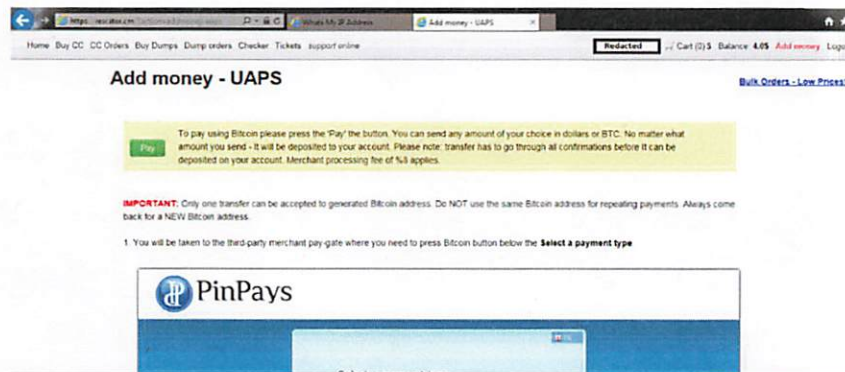 https
rescator.cm
Whats My IP Address
Add money - UAPS
Home Buy CC CC Orders Buy Dumps Dump orders Checker Tickets support online
Redacted
Cart (0) $ Balance 4.0$ Add money Logo
Add money - UAPS
Bulk Orders - Low Prices!
Pay
To pay using Bitcoin please press the 'Pay' the button. You can send any amount of your choice in dollars or BTC. No matter what
amount you send - It will be deposited to your account. Please note: transfer has to go through all confirmations before it can be
deposited on your account. Merchant processing fee of %8 applies.
IMPORTANT: Only one transfer can be accepted to generated Bitcoin address. Do NOT use the same Bitcoin address for repeating payments. Always come
back for a NEW Bitcoin address.
1. You will be taken to the third-party merchant pay-gate where you need to press Bitcoin button below the Select a payment type
PinPays